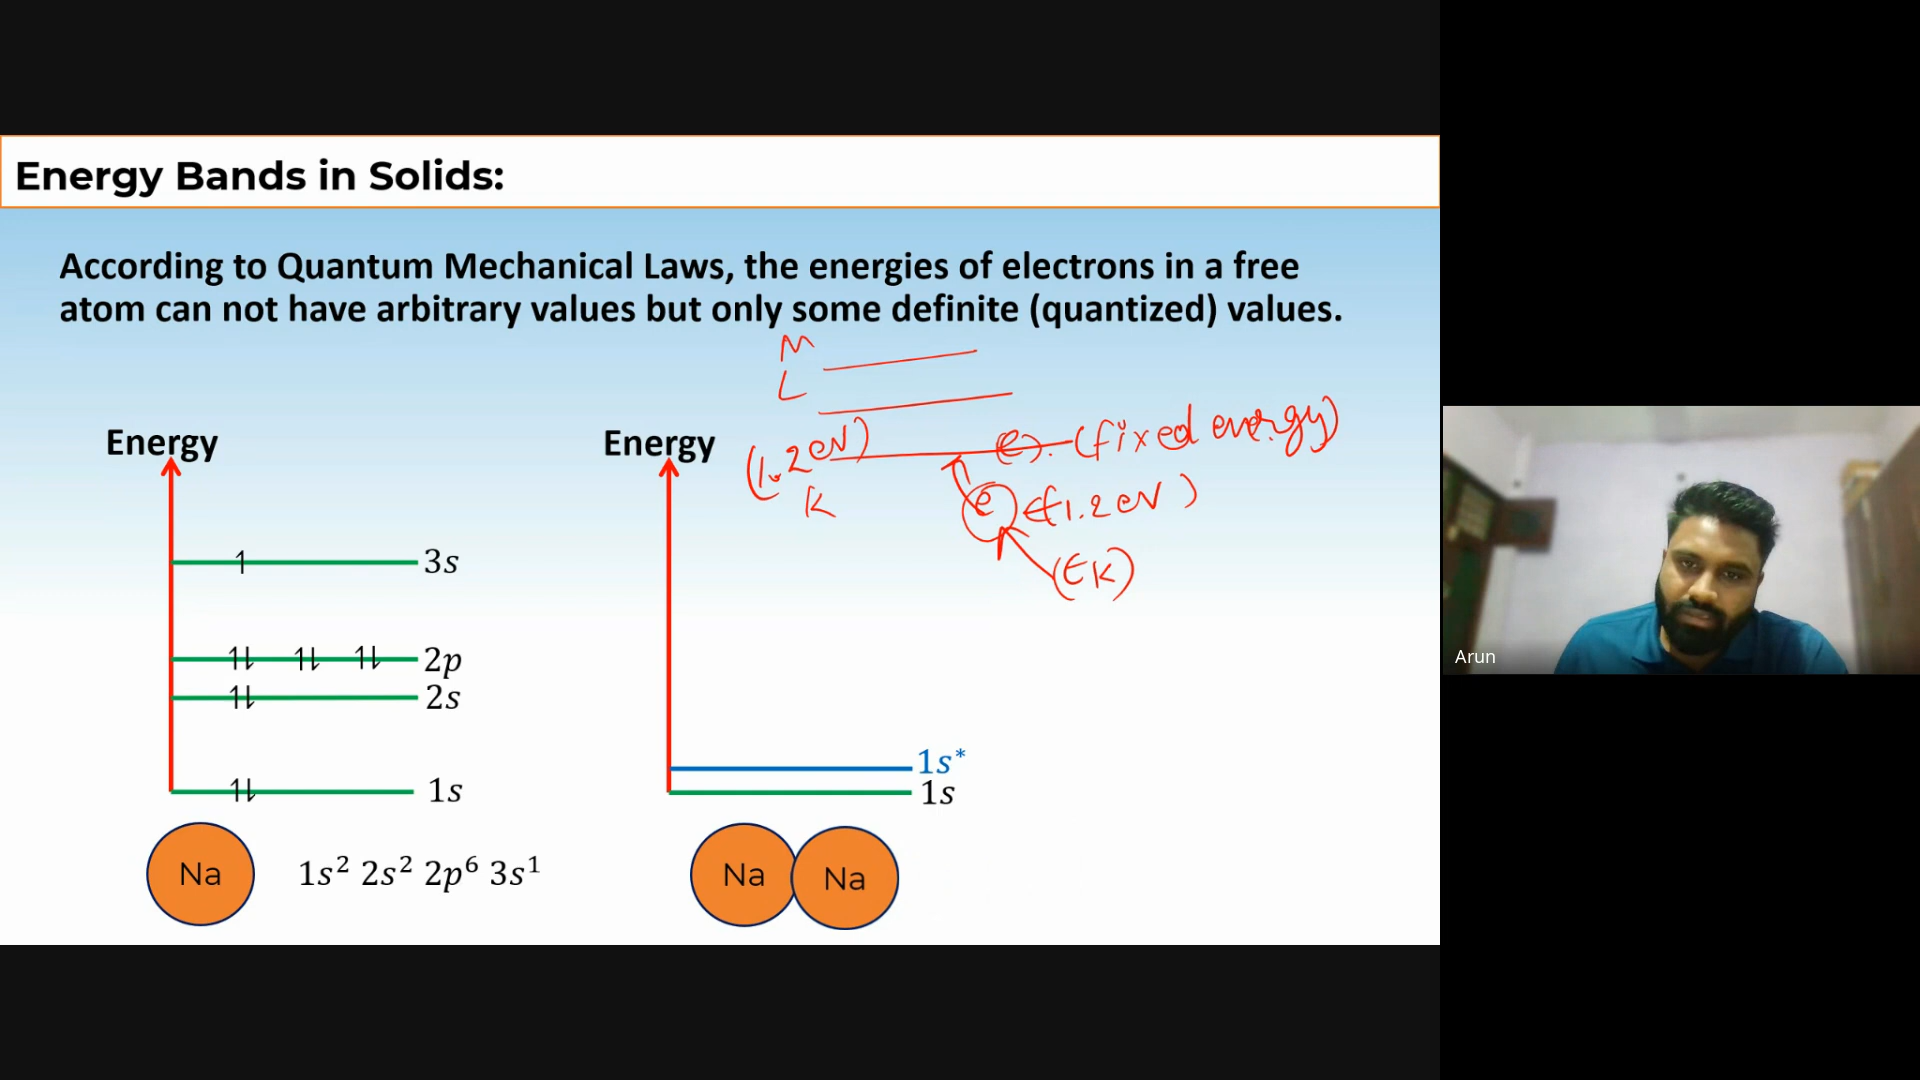 Energy Bands in Solids:
According to Quantum Mechanical Laws, the energies of electrons in a free
atom can not have arbitrary values but only some definite (quantized) values.
M
L
(1.2eV)
K
e (fixed energy)
e (1.2eV)
(EK)
Energy
3s
2p
2s
1s
Na
1s² 2s² 2p⁶ 3s¹
Energy
1s*
1s
Na Na
Arun